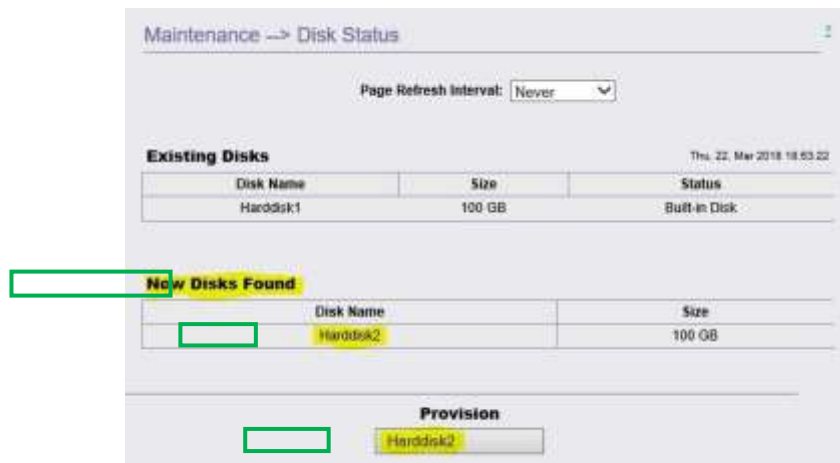 Maintenance --> Disk Status
?
Page Refresh Interval: Never
Existing Disks Thu, 22, Mar 2018 18:53:22
Disk Name Size Status
Harddisk1 100 GB Built-in Disk
New Disks Found
Disk Name Size
Harddisk2 100 GB
Provision
Harddisk2